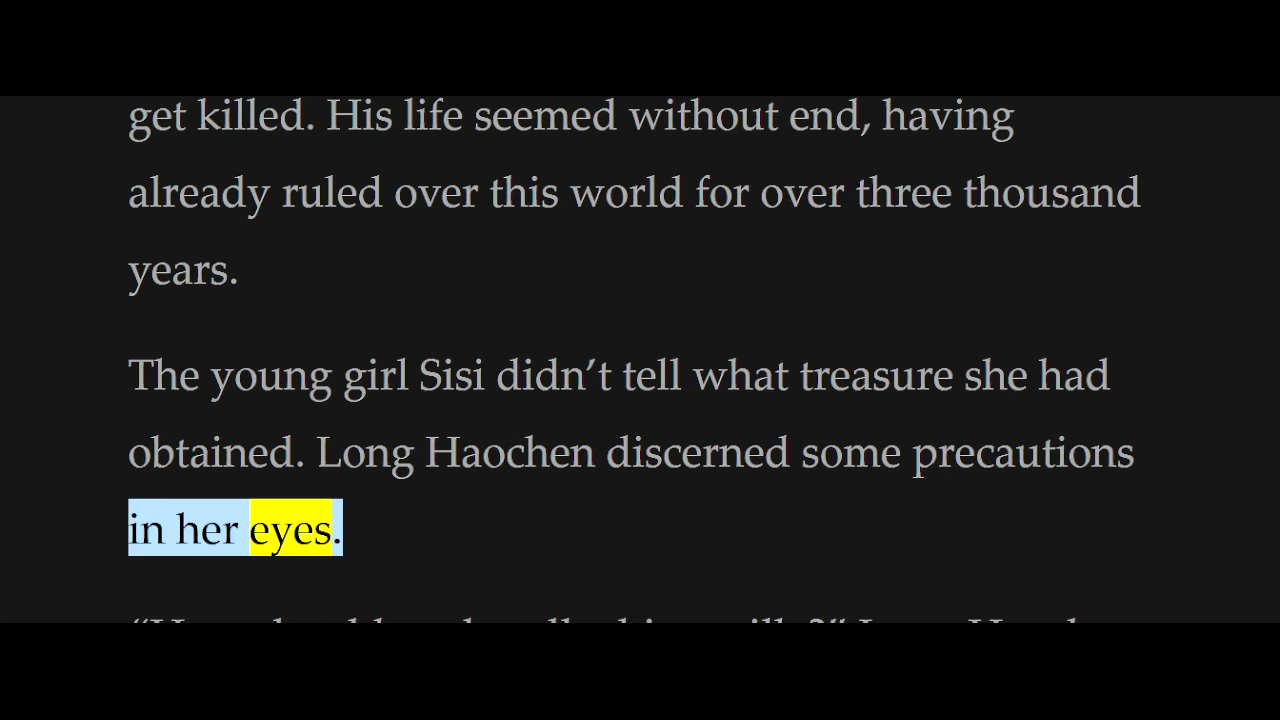 get killed. His life seemed without end, having
already ruled over this world for over three thousand
years.
The young girl Sisi didn’t tell what treasure she had
obtained. Long Haochen discerned some precautions
in her eyes.